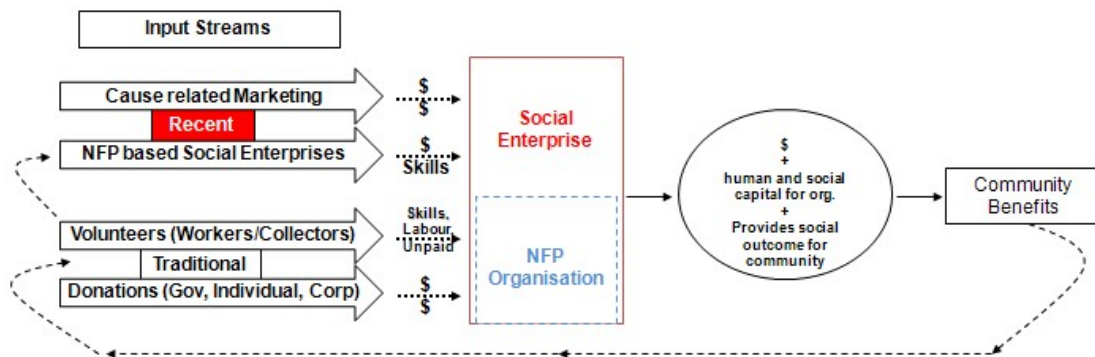 Input Streams
Cause related Marketing
Recent
NFP based Social Enterprises
Volunteers (Workers/Collectors)
Traditional
Donations (Gov, Individual, Corp)
$
$
$
Skills
Skills,
Labour,
Unpaid
$
$
Social
Enterprise
NFP
Organisation
$
+
human and social
capital for org.
+
Provides social
outcome for
community
Community
Benefits